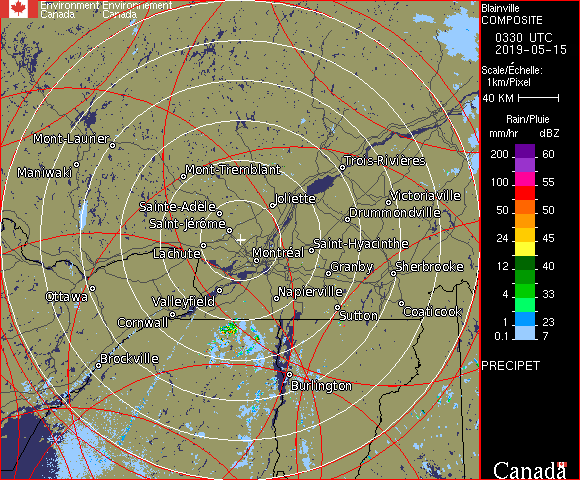 Environment Environnement
Canada Canada
Blainville
COMPOSITE
0330 UTC
2019-05-15
Scale/Échelle:
1km/Pixel
40 KM
Rain/Pluie
mm/hr dBZ
200 60
100 55
50 50
24 45
12 40
4 33
1 23
0.1 7
PRECIPET
Mont-Laurier
Maniwaki
Mont-Tremblant
Trois-Rivières
Sainte-Adèle
Joliette
Victoriaville
Saint-Jérôme
Drummondville
Lachute
Montréal
Saint-Hyacinthe
Granby
Sherbrooke
Ottawa
Valleyfield
Napierville
Cornwall
Sutton
Coaticook
Brockville
Burlington
Canada